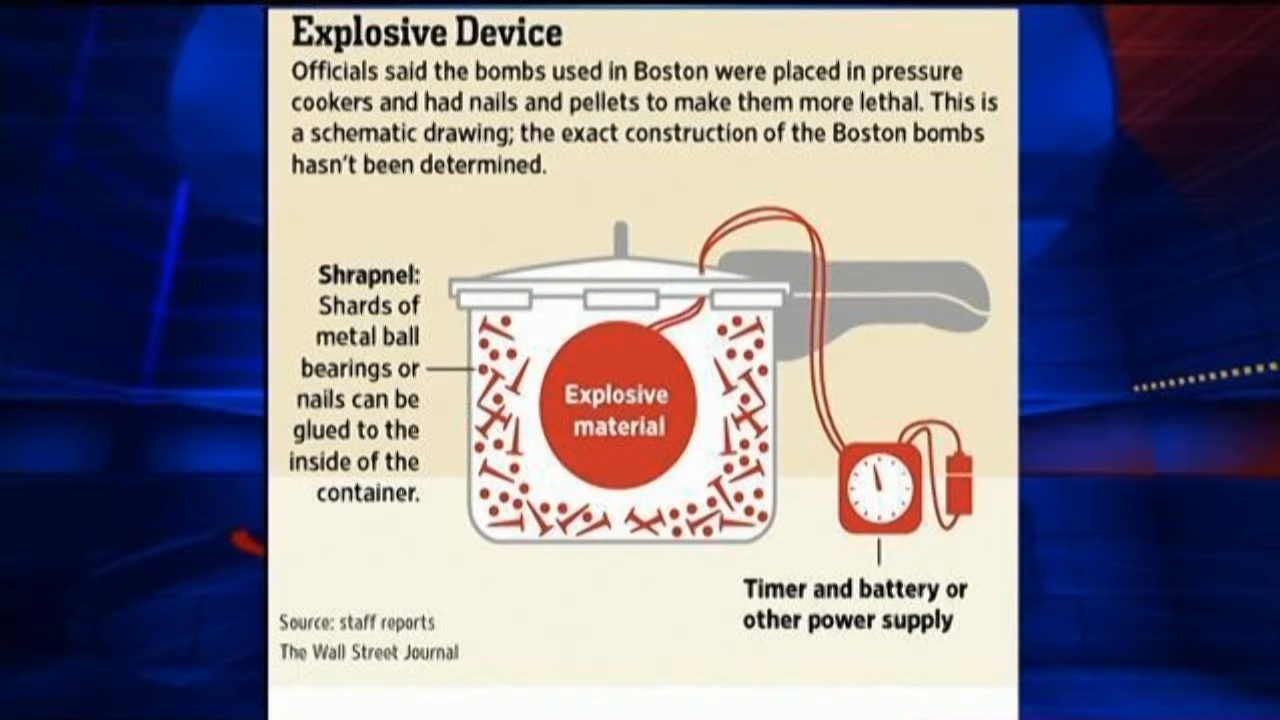 Explosive Device
Officials said the bombs used in Boston were placed in pressure
cookers and had nails and pellets to make them more lethal. This is
a schematic drawing; the exact construction of the Boston bombs
hasn't been determined.
Shrapnel:
Shards of
metal ball
bearings or
nails can be
glued to the
inside of the
container.
Explosive
material
Timer and battery or
other power supply
Source: staff reports
The Wall Street Journal